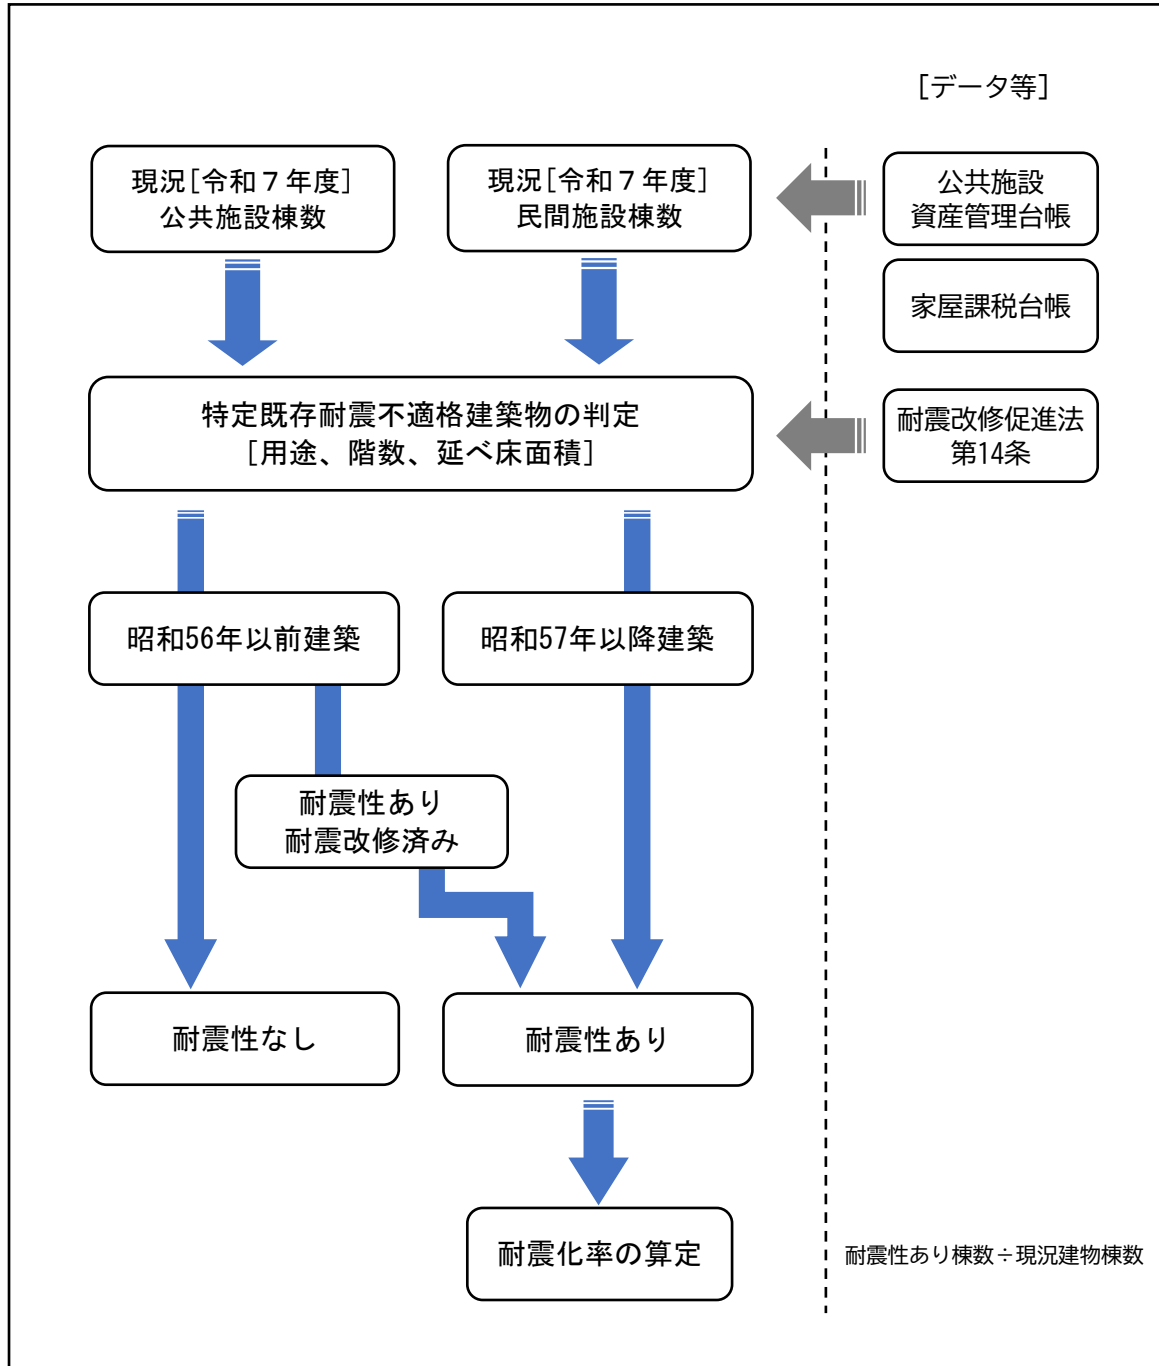 ［データ等］
現況［令和７年度］
公共施設棟数
現況［令和７年度］
民間施設棟数
公共施設
資産管理台帳
家屋課税台帳
特定既存耐震不適格建築物の判定
［用途、階数、延べ床面積］
耐震改修促進法
第14条
昭和56年以前建築
昭和57年以降建築
耐震性あり
耐震改修済み
耐震性なし
耐震性あり
耐震化率の算定
耐震性あり棟数÷現況建物棟数